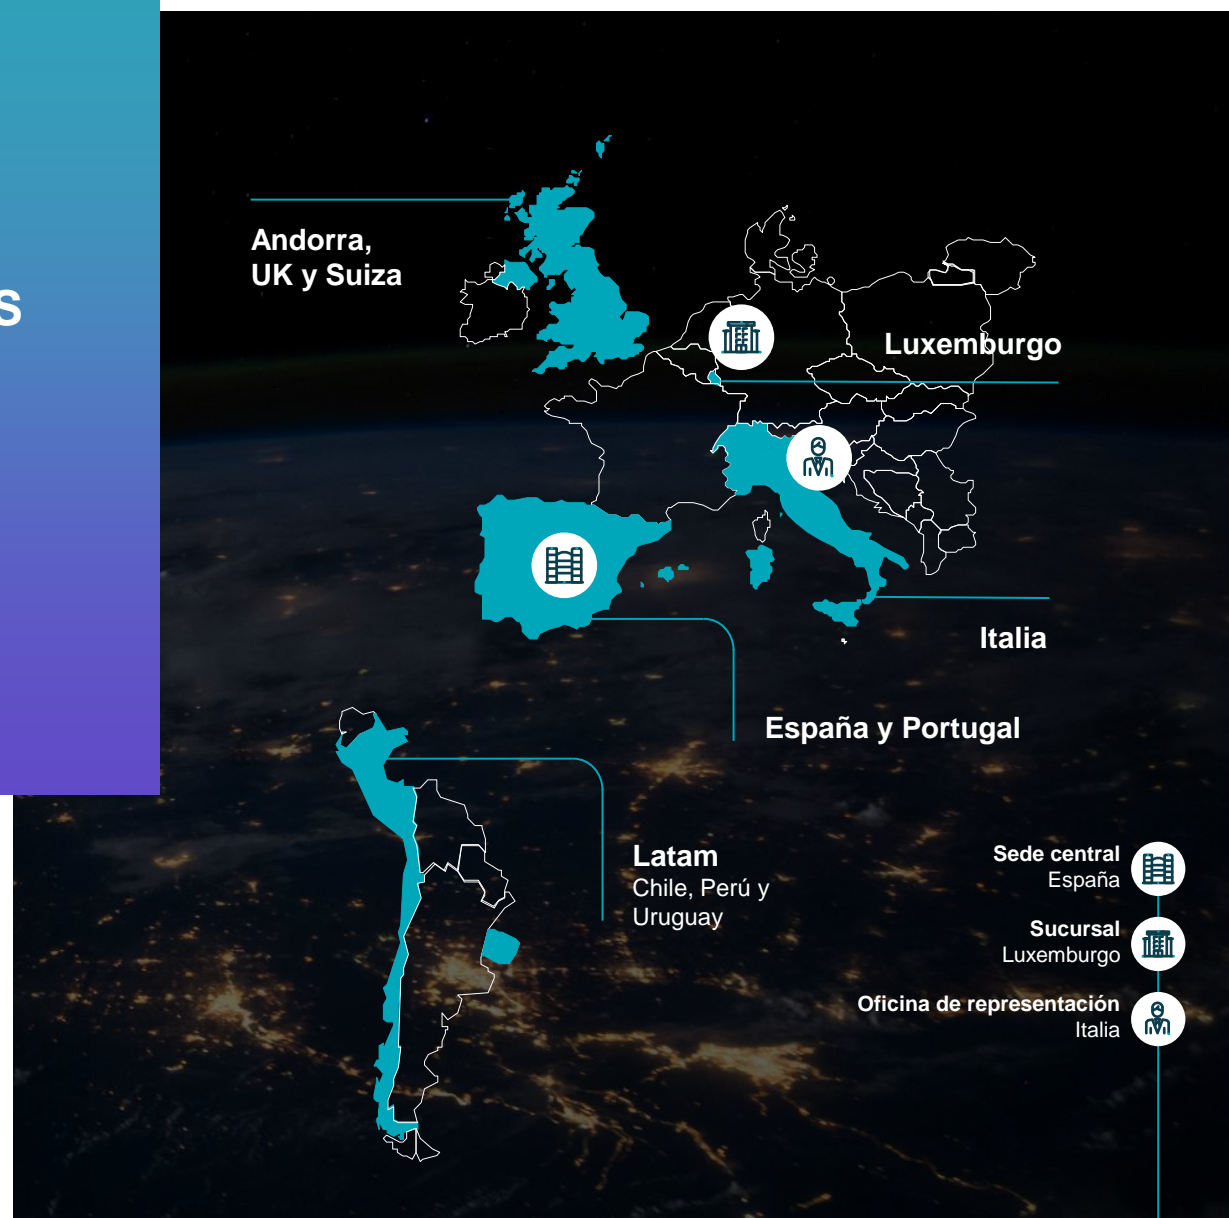 S
Andorra,
UK y Suiza
Luxemburgo
Italia
España y Portugal
Latam
Chile, Perú y
Uruguay
Sede central
España
Sucursal
Luxemburgo
Oficina de representación
Italia